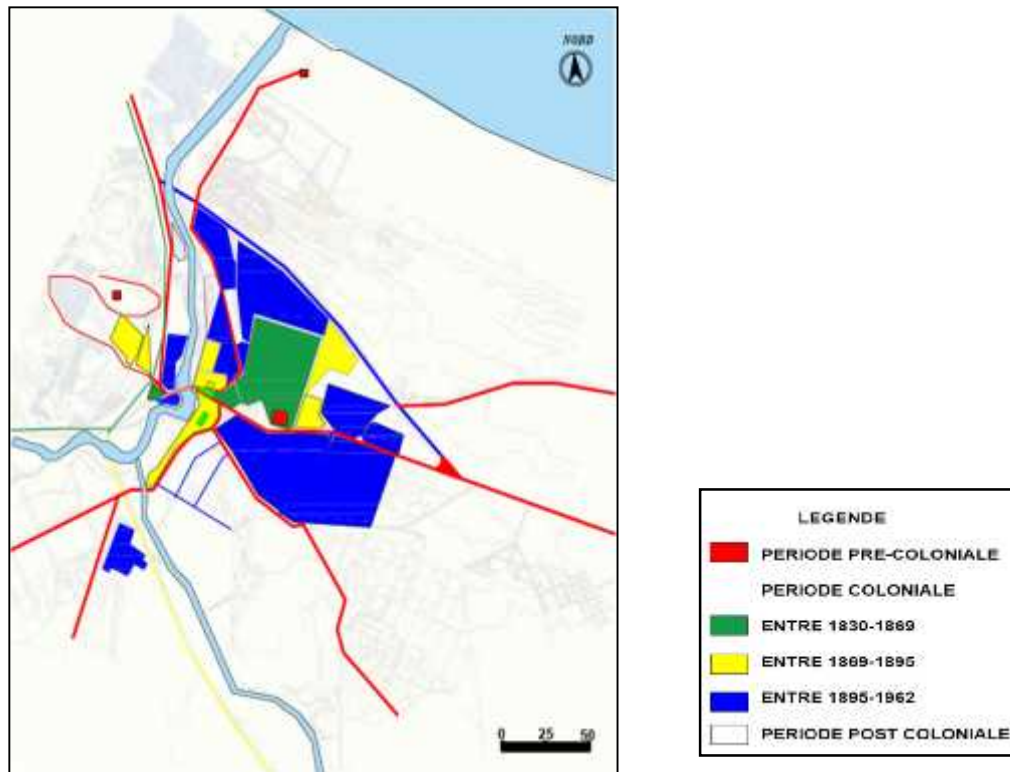 NORD
0 25 50
LEGENDE
PERIODE PRE-COLONIALE
PERIODE COLONIALE
ENTRE 1830-1869
ENTRE 1869-1895
ENTRE 1895-1962
PERIODE POST COLONIALE